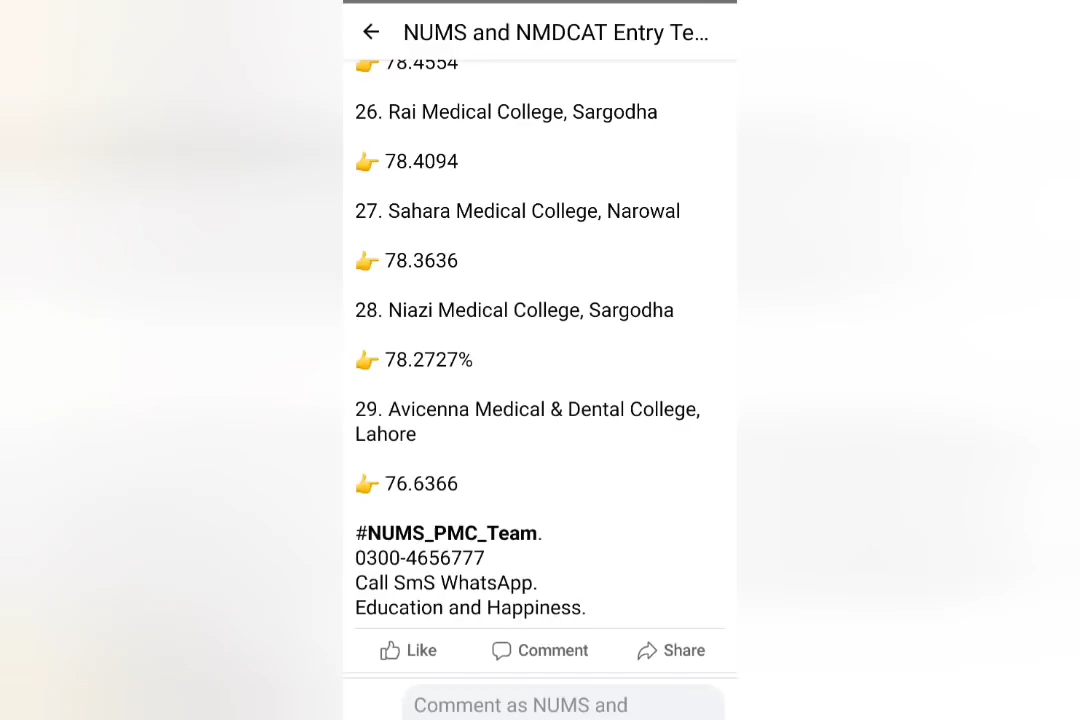 NUMS and NMDCAT Entry Te...
78.4554
26. Rai Medical College, Sargodha
78.4094
27. Sahara Medical College, Narowal
78.3636
28. Niazi Medical College, Sargodha
78.2727%
29. Avicenna Medical & Dental College,
Lahore
76.6366
#NUMS_PMC_Team.
0300-4656777
Call SmS WhatsApp.
Education and Happiness.
Like Comment Share
Comment as NUMS and